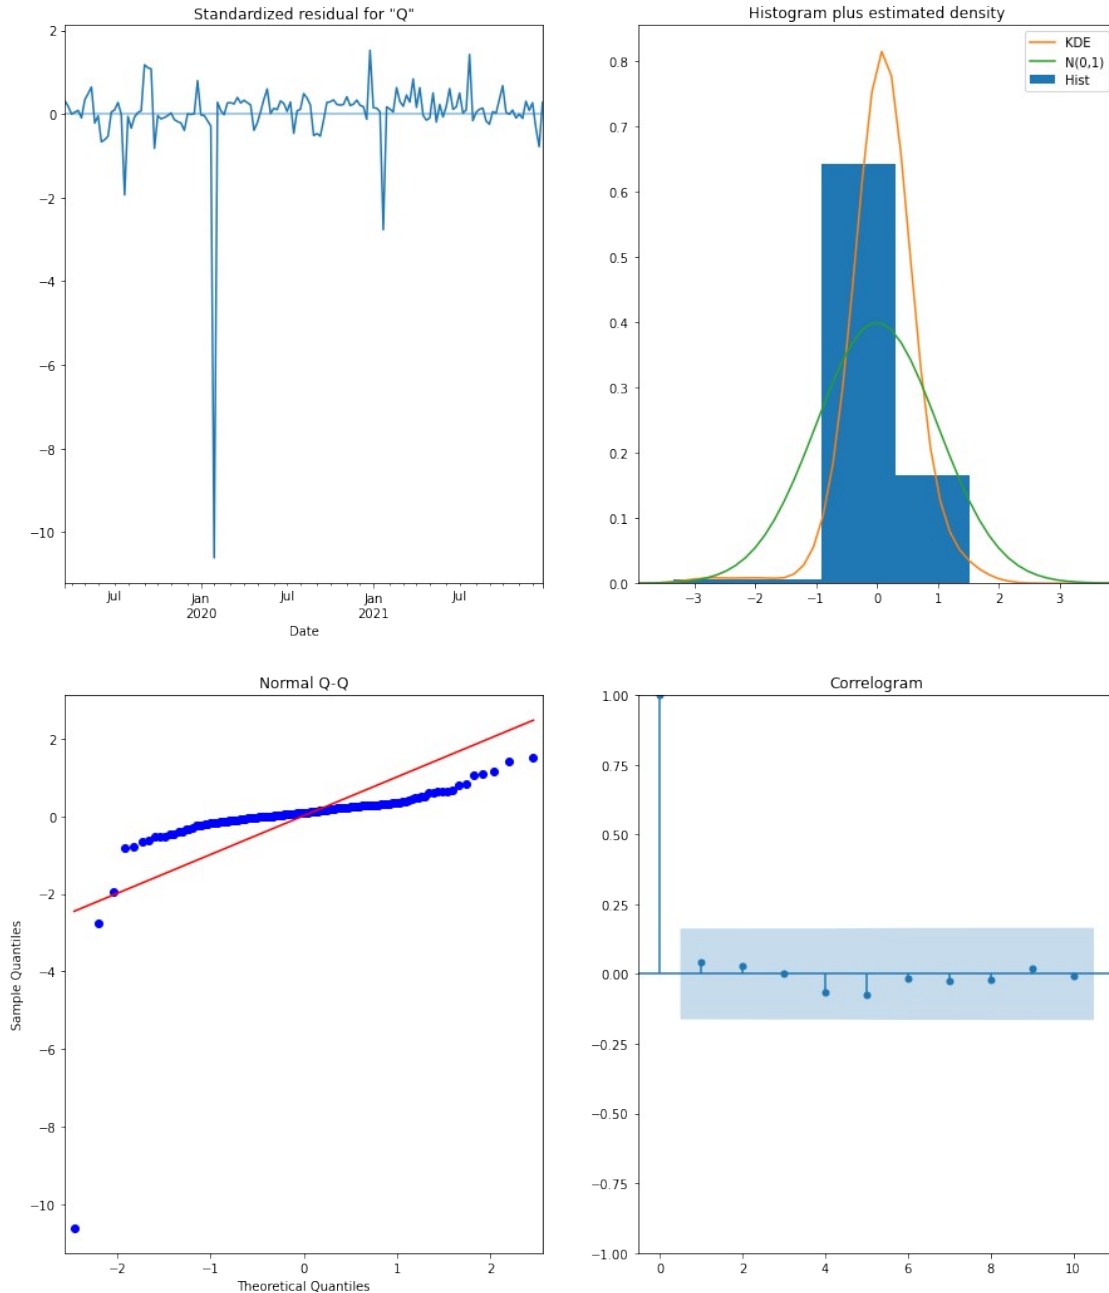 Standardized residual for "Q"
2
0
−2
−4
−6
−8
−10
Jul
Jan
2020
Jul
Jan
2021
Jul
Date
Histogram plus estimated density
KDE
N(0,1)
Hist
0.8
0.7
0.6
0.5
0.4
0.3
0.2
0.1
0.0
−3 −2 −1 0 1 2 3
Normal Q-Q
Sample Quantiles
2
0
−2
−4
−6
−8
−10
−2 −1 0 1 2
Theoretical Quantiles
Correlogram
1.00
0.75
0.50
0.25
0.00
−0.25
−0.50
−0.75
−1.00
0 2 4 6 8 10